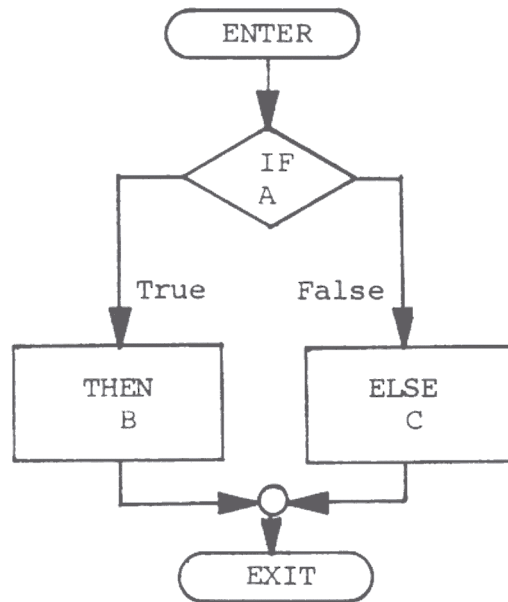 ENTER
IF
A
True
False
THEN
B
ELSE
C
EXIT